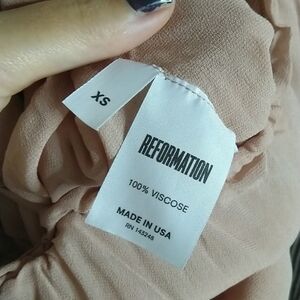 XS
REFORMATION
100% VISCOSE
MADE IN USA
RN 143248